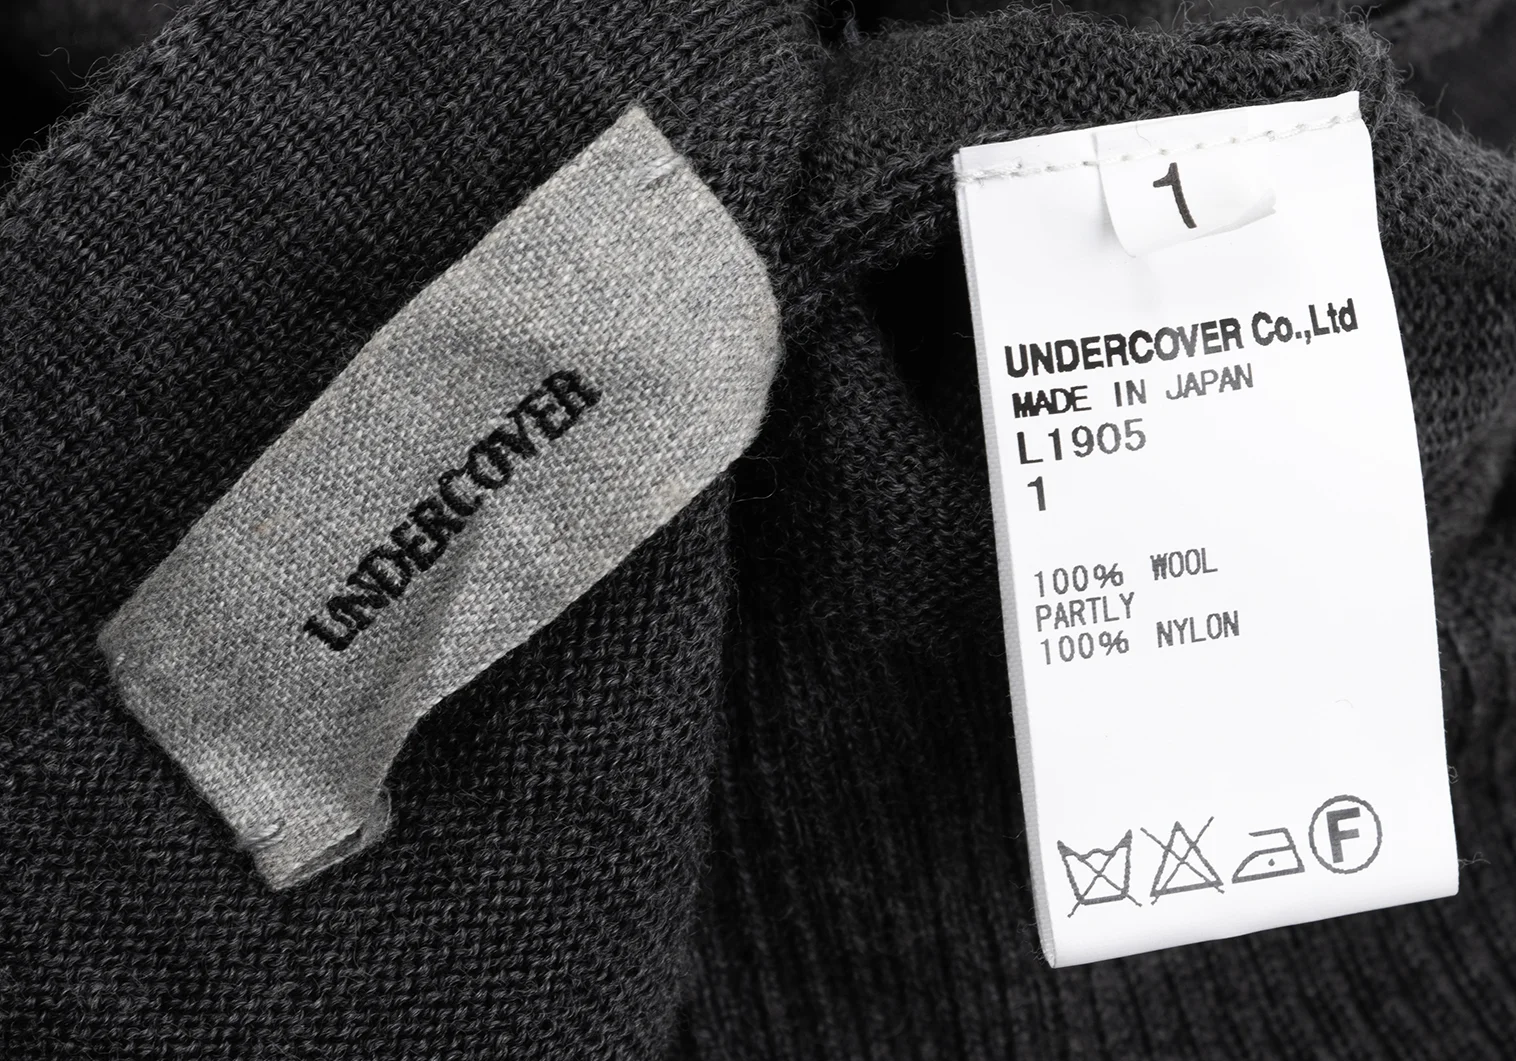 UNDERCOVER
1
UNDERCOVER Co.,Ltd
MADE IN JAPAN
L1905
1
100% WOOL
PARTLY
100% NYLON
F